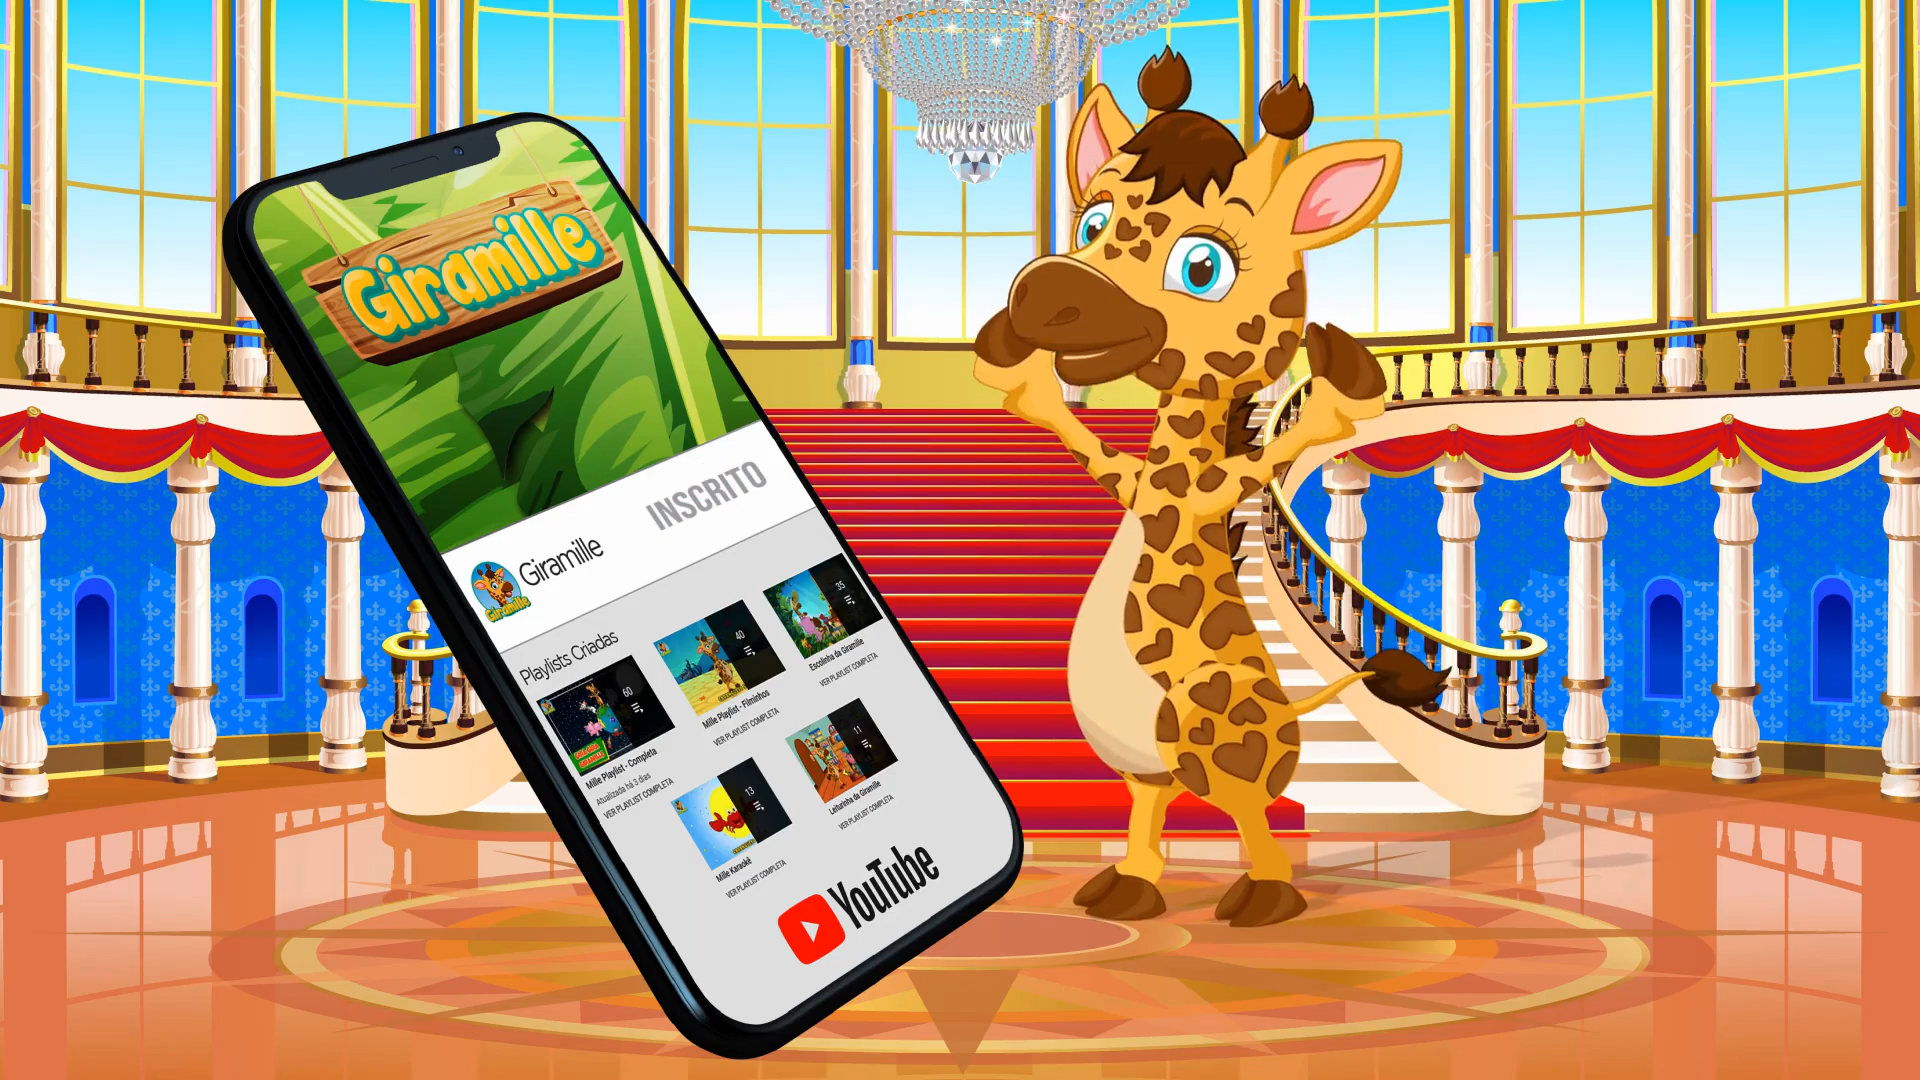 Giramille
INSCRITO
Giramille
Giramille
Playlists Criadas
60
Mille Playlist - Completa
Atualizada há 3 dias
VER PLAYLIST COMPLETA
40
Mille Playlist - Filminhos
VER PLAYLIST COMPLETA
35
Escolinha da Giramille
VER PLAYLIST COMPLETA
13
Mille Karaokê
VER PLAYLIST COMPLETA
11
Leiturinha da Giramille
VER PLAYLIST COMPLETA
YouTube